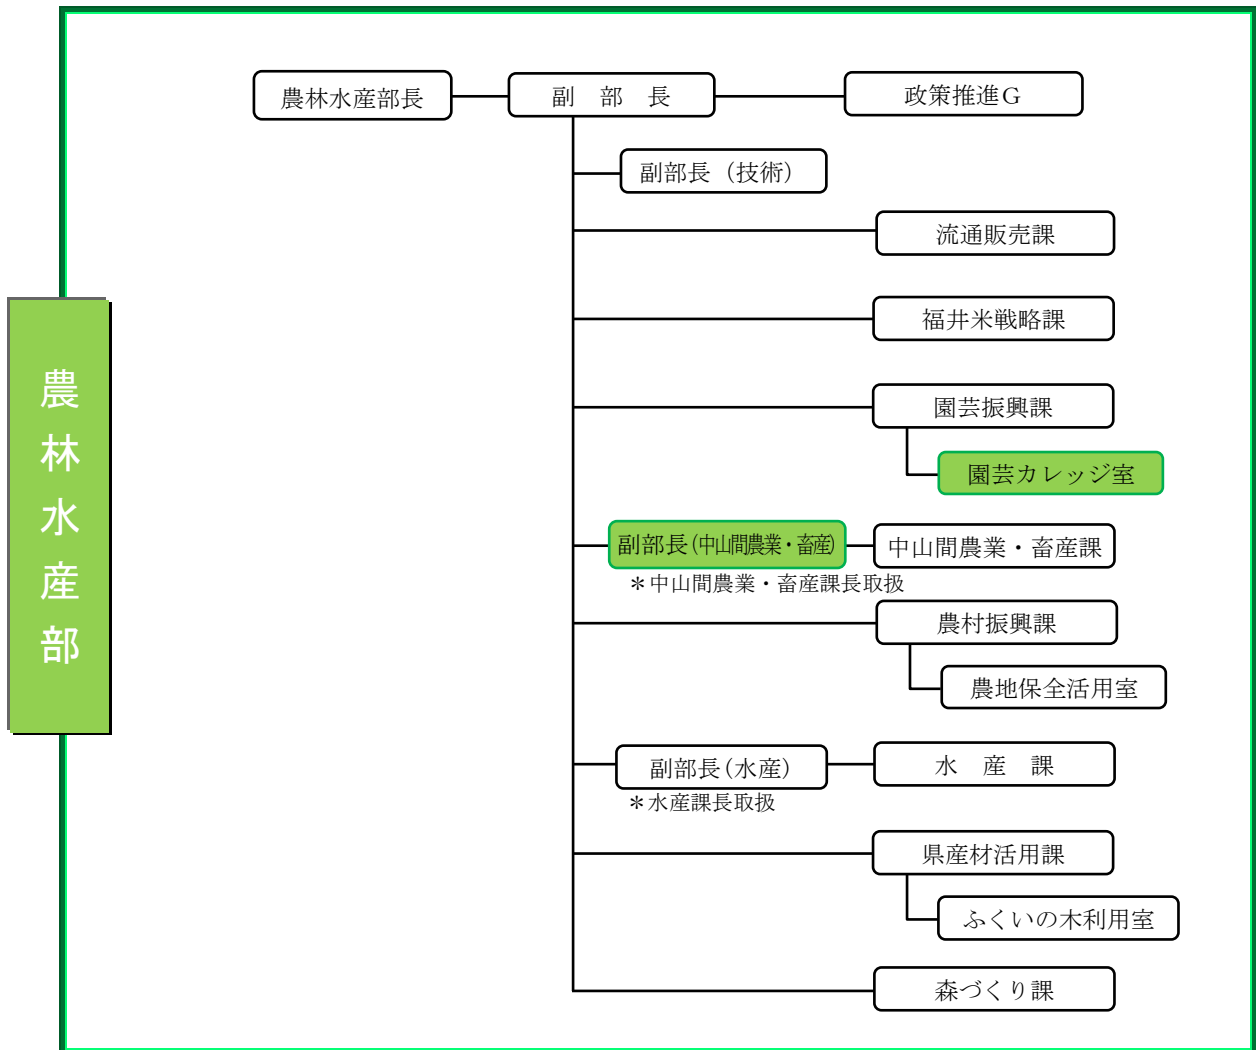 農林水産部
農林水産部長
副　部　長
政策推進Ｇ
副部長（技術）
流通販売課
福井米戦略課
園芸振興課
園芸カレッジ室
副部長(中山間農業・畜産)
中山間農業・畜産課
＊中山間農業・畜産課長取扱
農村振興課
農地保全活用室
副部長(水産)
水　産　課
＊水産課長取扱
県産材活用課
ふくいの木利用室
森づくり課